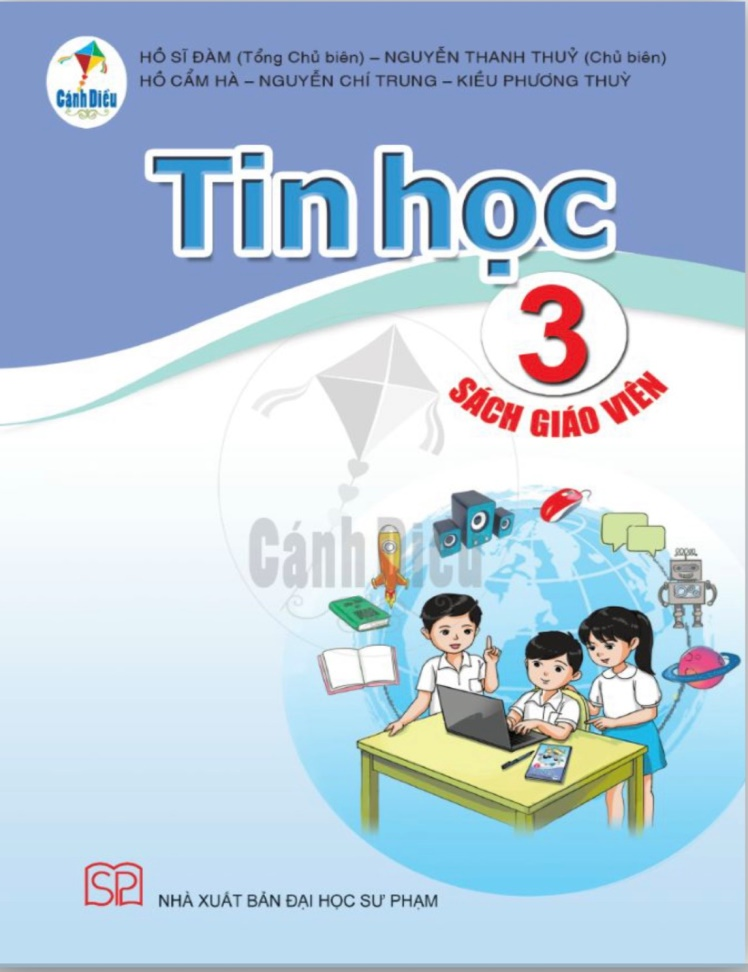 Cánh Diều
HỒ SĨ ĐÀM (Tổng Chủ biên) – NGUYỄN THANH THUỶ (Chủ biên)
HỒ CẨM HÀ – NGUYỄN CHÍ TRUNG – KIỀU PHƯƠNG THUỲ
Tin học
3
SÁCH GIÁO VIÊN
Cánh Diều
SP
NHÀ XUẤT BẢN ĐẠI HỌC SƯ PHẠM